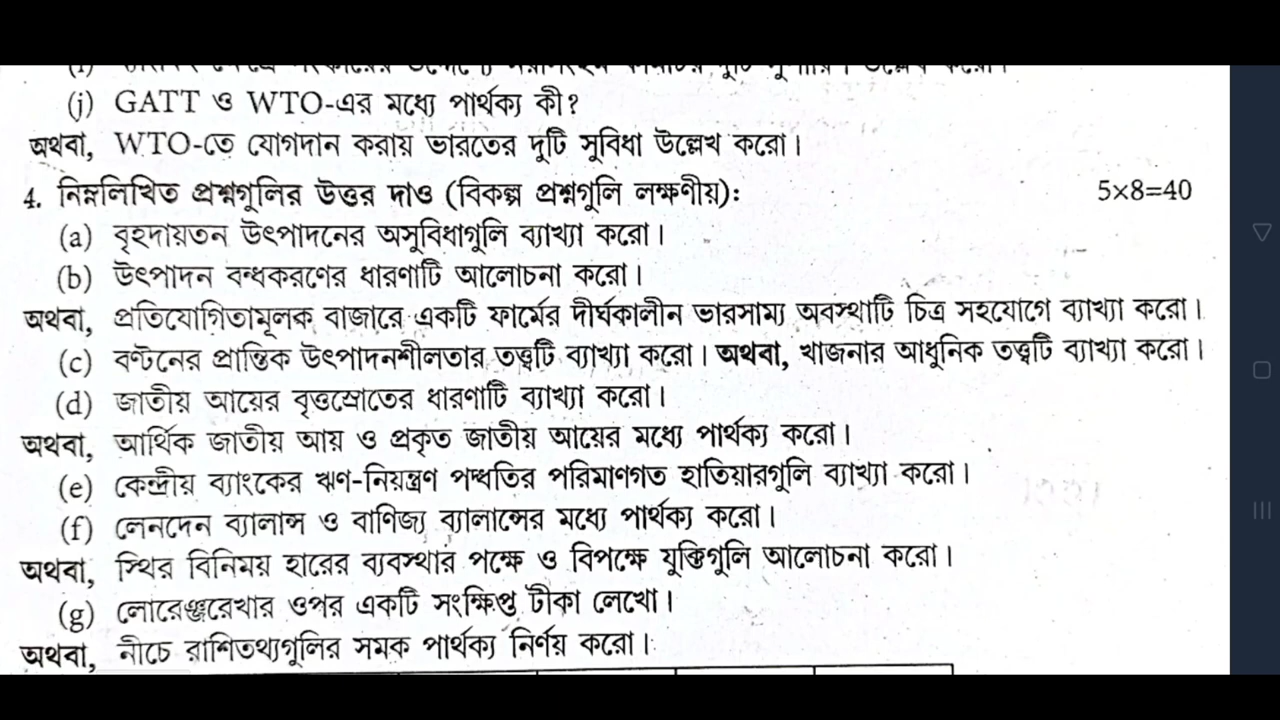 (j) GATT ও WTO-এর মধ্যে পার্থক্য কী?
অথবা, WTO-তে যোগদান করায় ভারতের দুটি সুবিধা উল্লেখ করো।
4. নিম্নলিখিত প্রশ্নগুলির উত্তর দাও (বিকল্প প্রশ্নগুলি লক্ষণীয়): 5×8=40
(a) বৃহদায়তন উৎপাদনের অসুবিধাগুলি ব্যাখ্যা করো।
(b) উৎপাদন বন্ধকরণের ধারণাটি আলোচনা করো।
অথবা, প্রতিযোগিতামূলক বাজারে একটি ফার্মের দীর্ঘকালীন ভারসাম্য অবস্থাটি চিত্র সহযোগে ব্যাখ্যা করো।
(c) বণ্টনের প্রান্তিক উৎপাদনশীলতার তত্ত্বটি ব্যাখ্যা করো। অথবা, খাজনার আধুনিক তত্ত্বটি ব্যাখ্যা করো।
(d) জাতীয় আয়ের বৃত্তস্রোতের ধারণাটি ব্যাখ্যা করো।
অথবা, আর্থিক জাতীয় আয় ও প্রকৃত জাতীয় আয়ের মধ্যে পার্থক্য করো।
(e) কেন্দ্রীয় ব্যাংকের ঋণ-নিয়ন্ত্রণ পদ্ধতির পরিমাণগত হাতিয়ারগুলি ব্যাখ্যা করো।
(f) লেনদেন ব্যালান্স ও বাণিজ্য ব্যালান্সের মধ্যে পার্থক্য করো।
অথবা, স্থির বিনিময় হারের ব্যবস্থার পক্ষে ও বিপক্ষে যুক্তিগুলি আলোচনা করো।
(g) লোরেঞ্জরেখার ওপর একটি সংক্ষিপ্ত টীকা লেখো।
অথবা, নীচে রাশিতথ্যগুলির সমক পার্থক্য নির্ণয় করো।